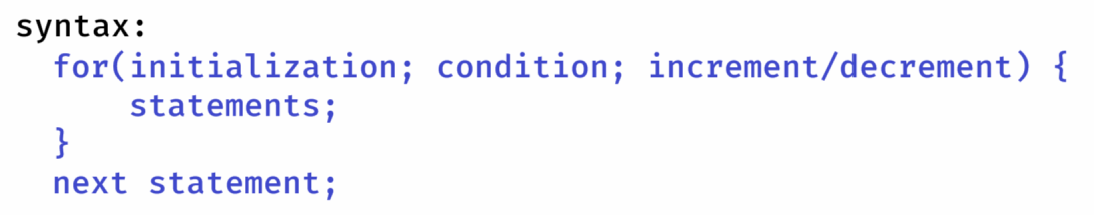 syntax:
for(initialization; condition; increment/decrement) {
statements;
}
next statement;